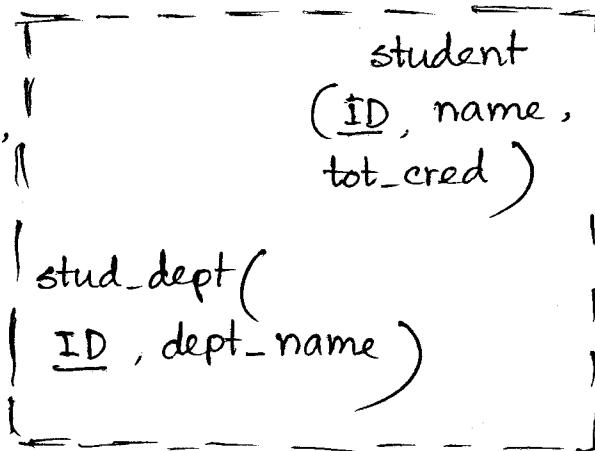 student
(ID, name,
tot_cred)
stud_dept(
ID, dept_name)